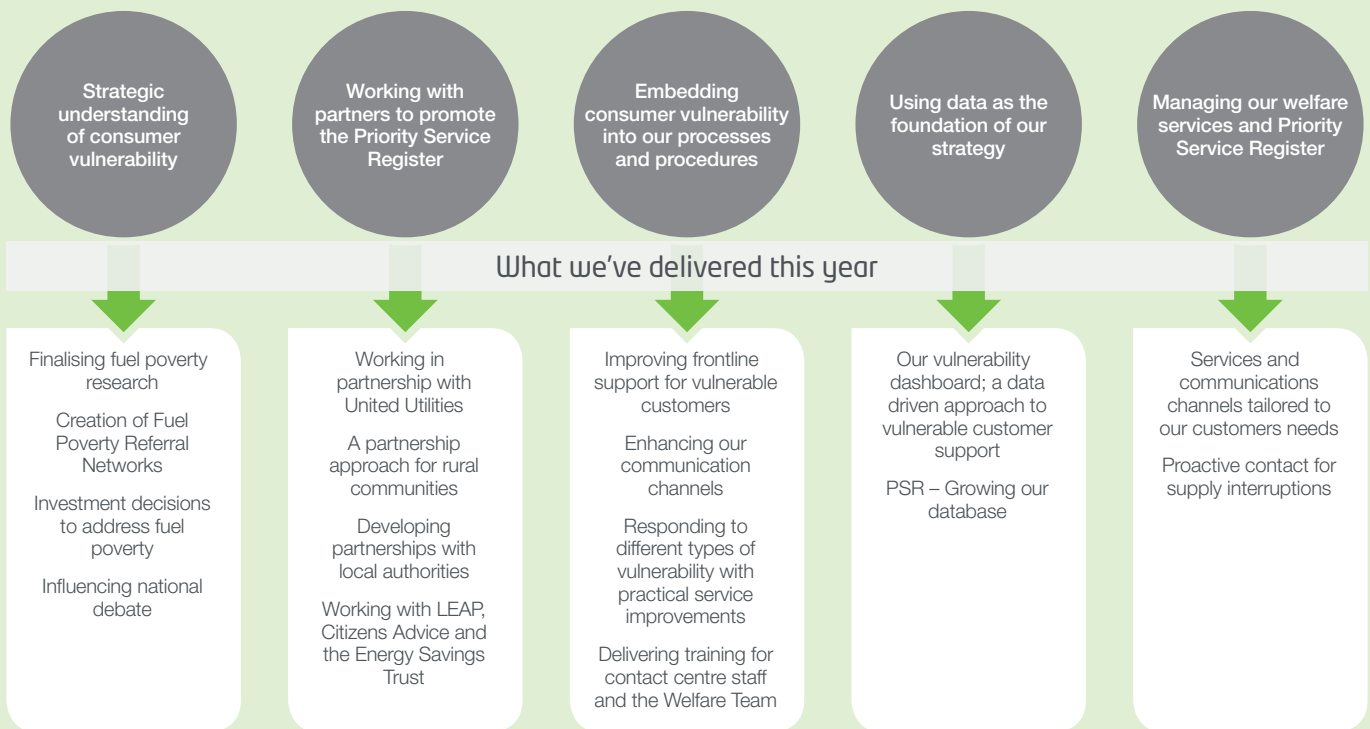 Strategic
understanding
of consumer
vulnerability
Working with
partners to promote
the Priority Service
Register
Embedding
consumer vulnerability
into our processes
and procedures
Using data as the
foundation of our
strategy
Managing our welfare
services and Priority
Service Register
What we've delivered this year
Finalising fuel poverty
research
Creation of Fuel
Poverty Referral
Networks
Investment decisions
to address fuel
poverty
Influencing national
debate
Working in
partnership with
United Utilities
A partnership
approach for rural
communities
Developing
partnerships with
local authorities
Working with LEAP,
Citizens Advice and
the Energy Savings
Trust
Improving frontline
support for vulnerable
customers
Enhancing our
communication
channels
Responding to
different types of
vulnerability with
practical service
improvements
Delivering training for
contact centre staff
and the Welfare Team
Our vulnerability
dashboard; a data
driven approach to
vulnerable customer
support
PSR – Growing our
database
Services and
communications
channels tailored to
our customers needs
Proactive contact for
supply interruptions